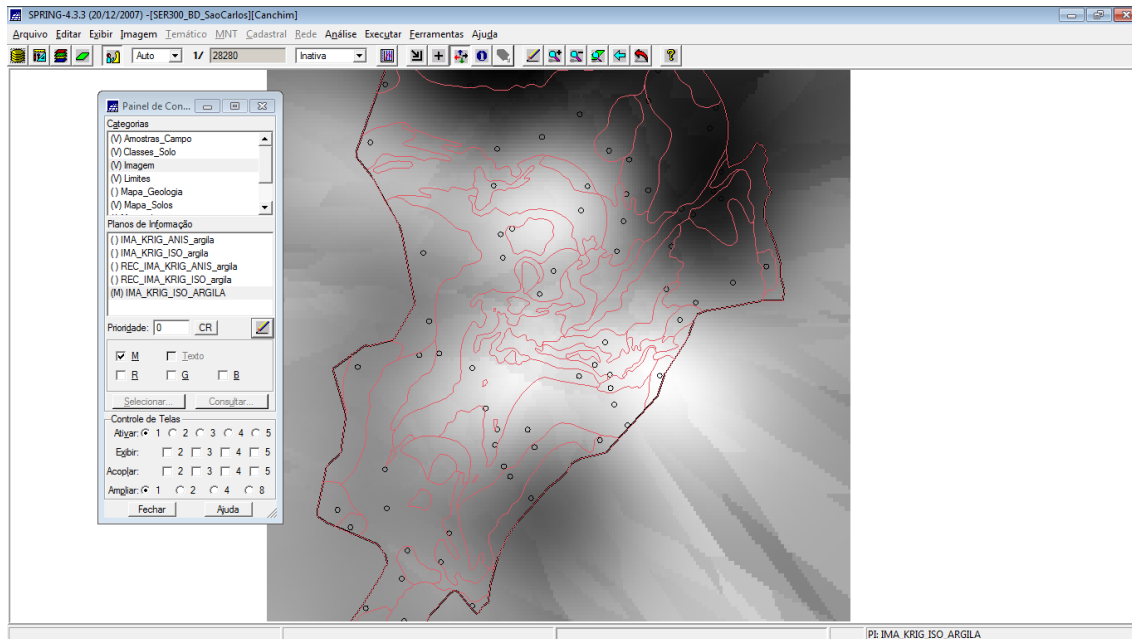 SPRING-4.3.3 (20/12/2007) -[SER300_BD_SaoCarlos][Canchim]
Arquivo Editar Exibir Imagem Temático MNT Cadastral Rede Análise Executar Ferramentas Ajuda
Auto 1/ 28280 Inativa
Painel de Con...
Categorias
(V) Amostras_Campo
(V) Classes_Solo
(V) Imagem
(V) Limites
( ) Mapa_Geologia
(V) Mapa_Solos
Planos de Informação
( ) IMA_KRIG_ANIS_argila
( ) IMA_KRIG_ISO_argila
( ) REC_IMA_KRIG_ANIS_argila
( ) REC_IMA_KRIG_ISO_argila
(M) IMA_KRIG_ISO_ARGILA
Prioridade: 0 CR
M Texto
R G B
Selecionar... Consultar...
Controle de Telas
Ativar: 1 2 3 4 5
Exibir: 2 3 4 5
Acoplar: 2 3 4 5
Ampliar: 1 2 4 8
Fechar Ajuda
PI: IMA_KRIG_ISO_ARGILA